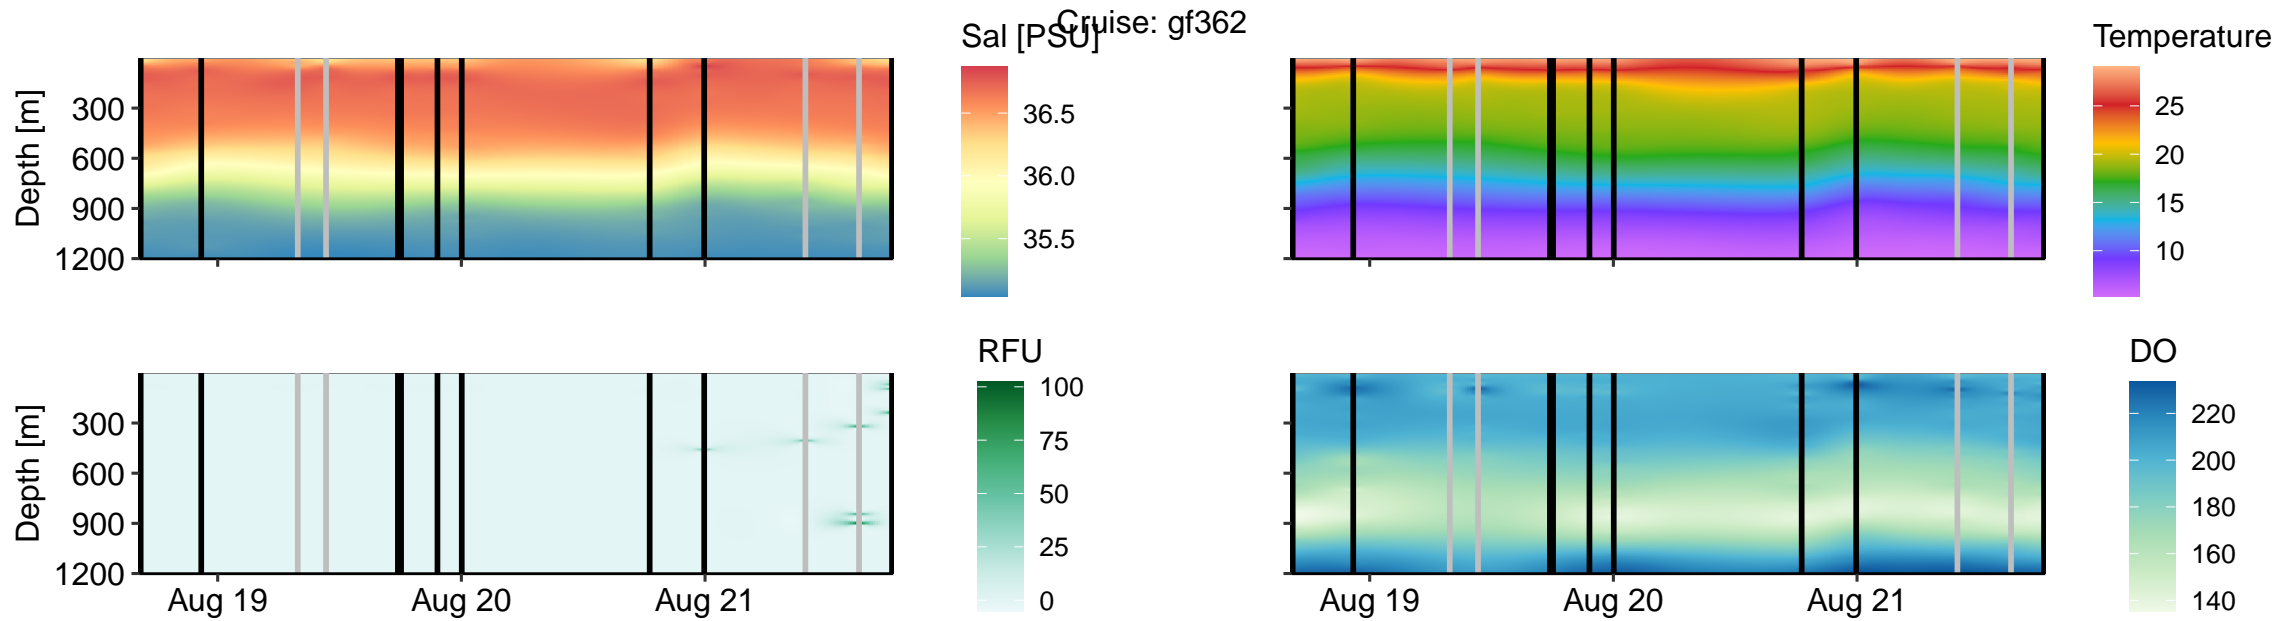 Cruise: gf362
Sal [PSU]
Depth [m]
300
600
900
1200
36.5
36.0
35.5
Temperature
25
20
15
10
RFU
Depth [m]
300
600
900
1200
Aug 19
Aug 20
Aug 21
100
75
50
25
0
DO
Aug 19
Aug 20
Aug 21
220
200
180
160
140